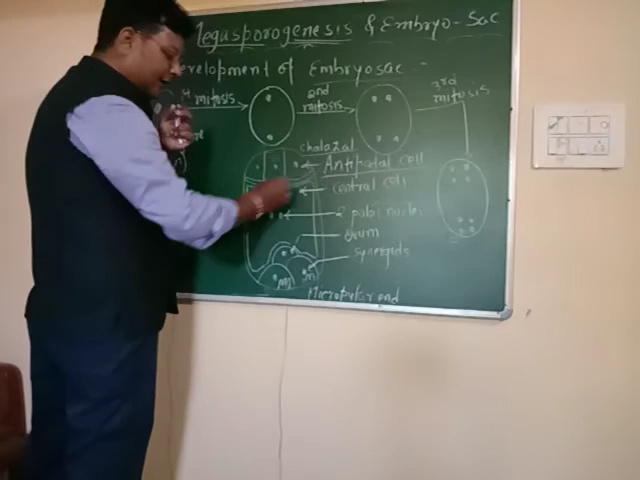 Megasporogenesis & Embryo-Sac
Development of Embryosac
1st mitosis
2nd mitosis
3rd mitosis
chalazal
Antipodal cell
central cell
2 polar nuclei
synergids
Micropylar end